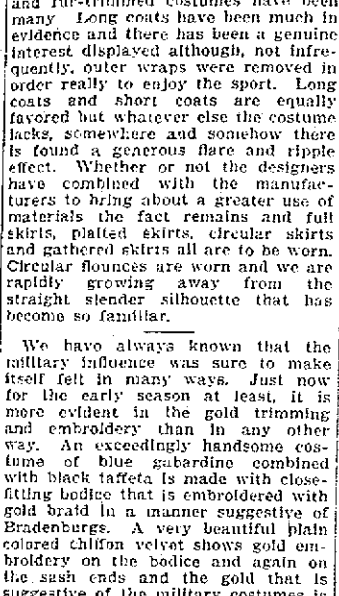 and fur-trimmed costumes have been
many. Long coats have been much in
evidence and there has been a genuine
interest displayed although, not infre-
quently, outer wraps were removed in
order really to enjoy the sport. Long
coats and short coats are equally
favored but whatever else the costume
lacks, somewhere and somehow there
is found a generous flare and ripple
effect. Whether or not the designers
have combined with the manufac-
turers to bring about a greater use of
materials the fact remains and full
skirts, plaited skirts, circular skirts
and gathered skirts all are to be worn.
Circular flounces are worn and we are
rapidly growing away from the
straight slender silhouette that has
become so familiar.
We have always known that the
military influence was sure to make
itself felt in many ways. Just now
for the early season at least, it is
more evident in the gold trimming
and embroidery than in any other
way. An exceedingly handsome cos-
tume of blue gabardine combined
with black taffeta is made with close-
fitting bodice that is embroidered with
gold braid in a manner suggestive of
Bradenburgs. A very beautiful plain
colored chiffon velvet shows gold em-
broidery on the bodice and again on
the sash ends and the gold that is
suggestive of the military costumes is